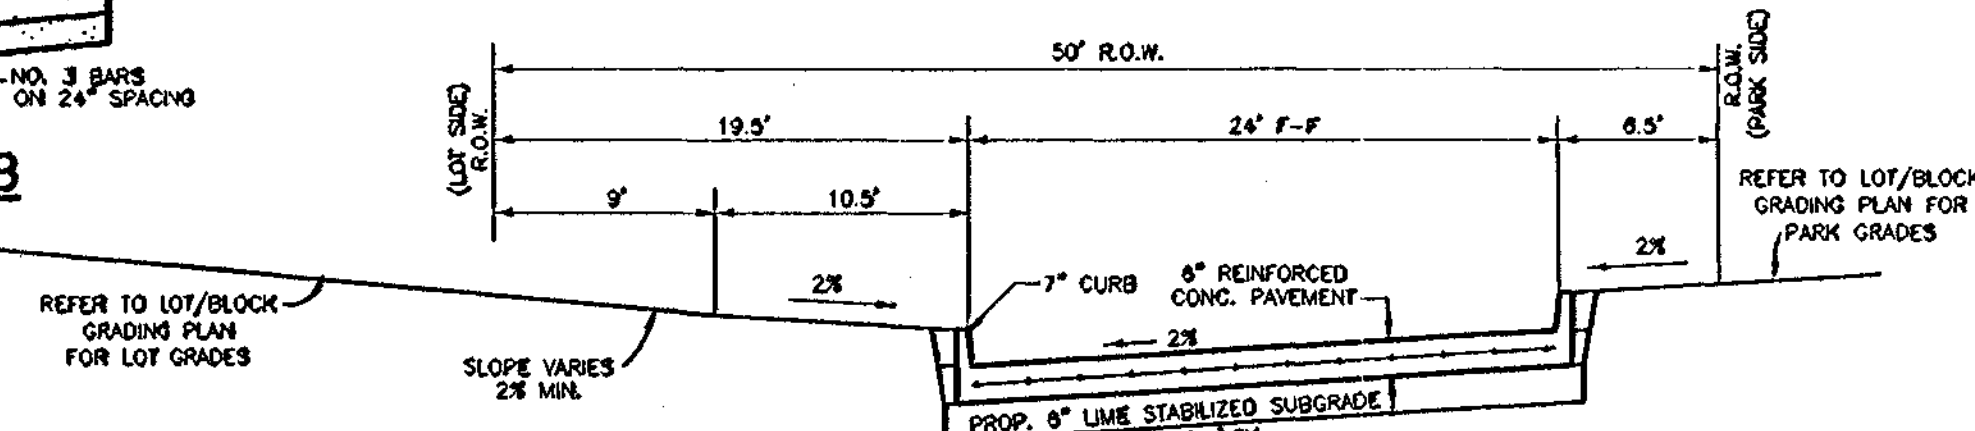 NO. 3 BARS
ON 24" SPACING
50' R.O.W.
(LOT SIDE)
R.O.W.
R.O.W.
(PARK SIDE)
19.5'
24' F-F
6.5'
9'
10.5'
REFER TO LOT/BLOCK
GRADING PLAN FOR
PARK GRADES
2%
2%
7" CURB
6" REINFORCED
CONC. PAVEMENT
2%
REFER TO LOT/BLOCK
GRADING PLAN
FOR LOT GRADES
SLOPE VARIES
2% MIN.
PROP. 6" LIME STABILIZED SUBGRADE